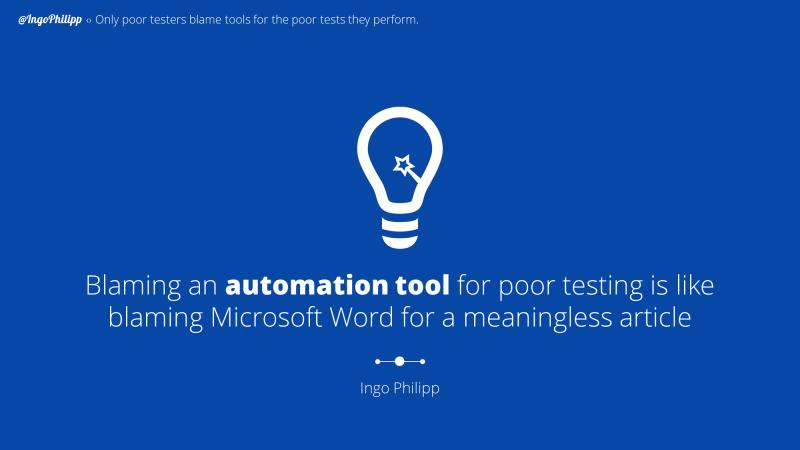 @IngoPhilipp ‹› Only poor testers blame tools for the poor tests they perform.
Blaming an automation tool for poor testing is like
blaming Microsoft Word for a meaningless article
Ingo Philipp